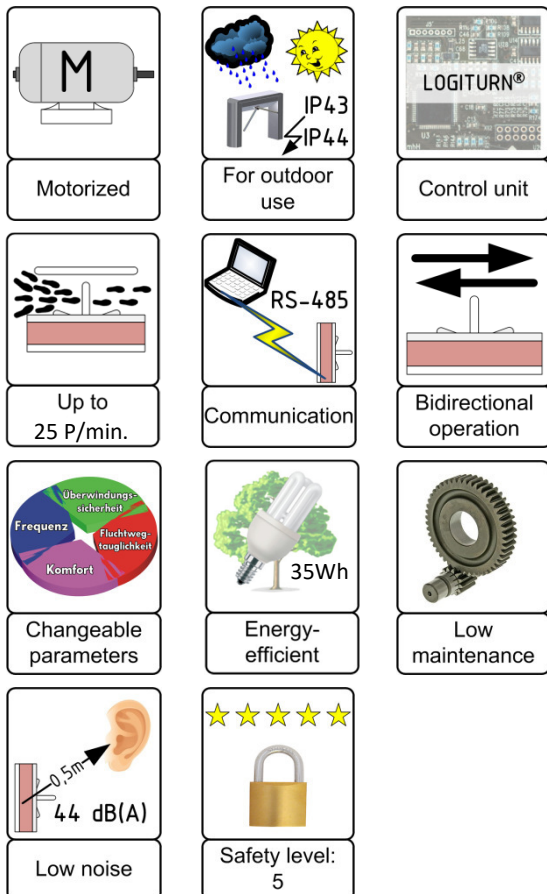 M
Motorized
IP43
IP44
For outdoor
use
LOGITURN®
Control unit
Up to
25 P/min.
RS-485
Communication
Bidirectional
operation
Überwindungs-
sicherheit
Frequenz
Fluchtweg-
tauglichkeit
Komfort
Changeable
parameters
35Wh
Energy-
efficient
Low
maintenance
0,5m
44 dB(A)
Low noise
Safety level:
5